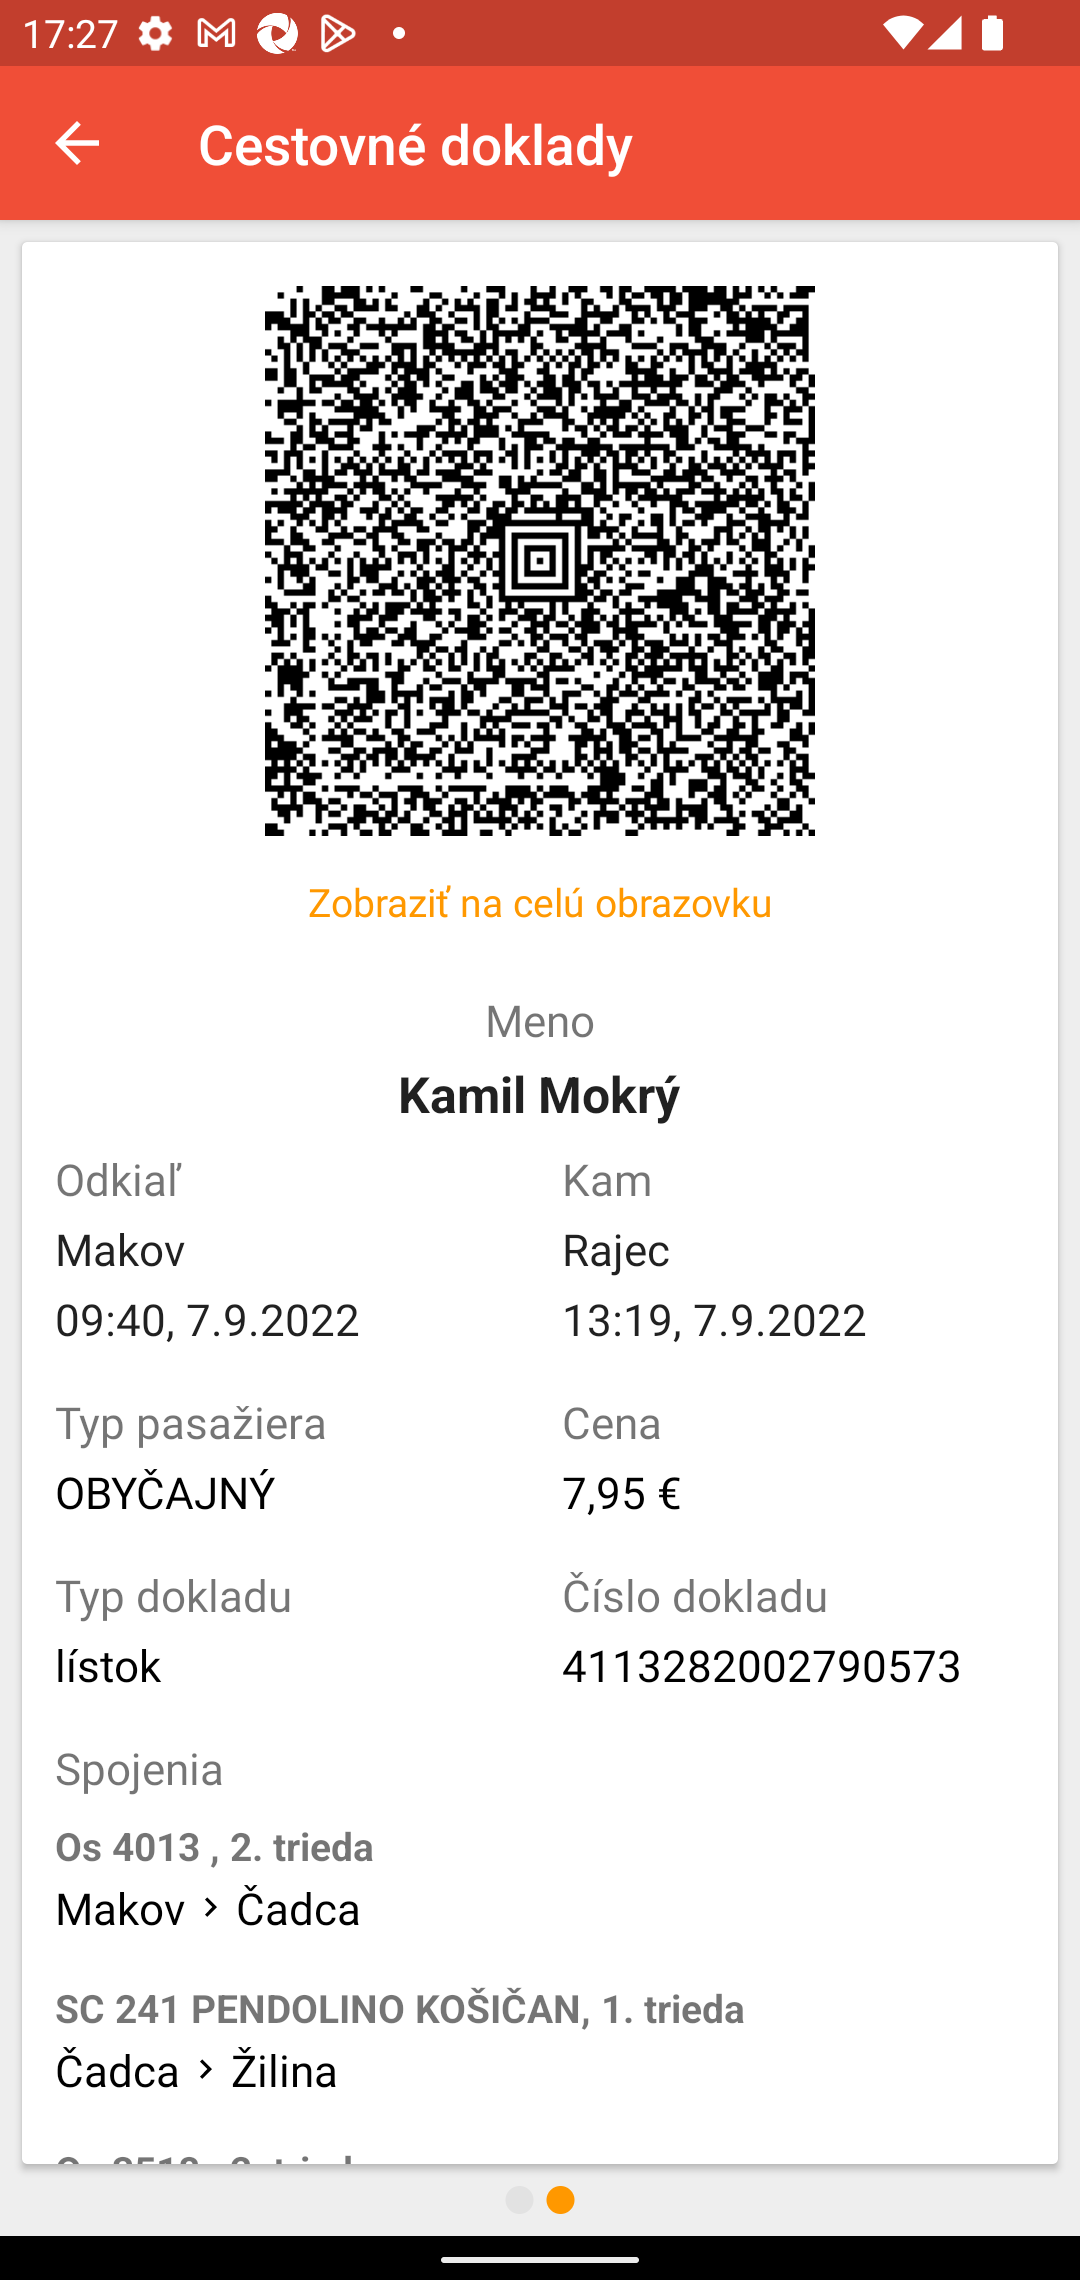 17:27
Cestovné doklady
Zobraziť na celú obrazovku
Meno
Kamil Mokrý
Odkiaľ
Kam
Makov
Rajec
09:40, 7.9.2022
13:19, 7.9.2022
Typ pasažiera
Cena
OBYČAJNÝ
7,95 €
Typ dokladu
Číslo dokladu
lístok
4113282002790573
Spojenia
Os 4013 , 2. trieda
Makov > Čadca
SC 241 PENDOLINO KOŠIČAN, 1. trieda
Čadca > Žilina